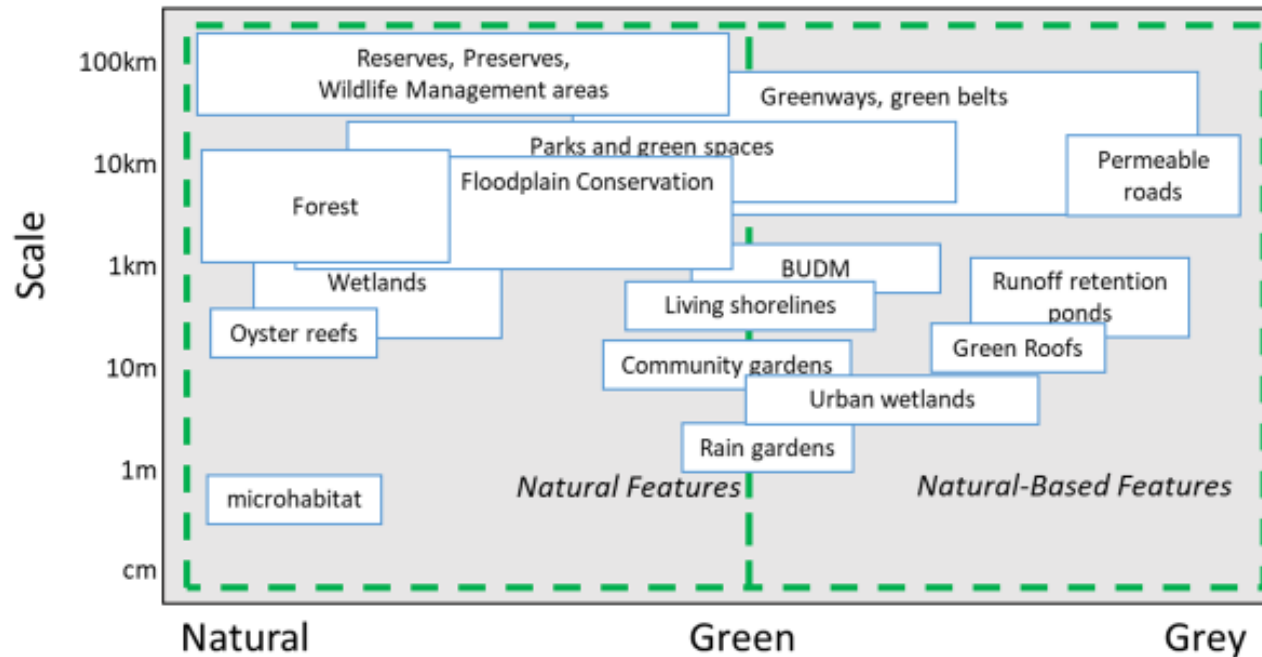 Scale
100km
10km
1km
10m
1m
cm
Reserves, Preserves,
Wildlife Management areas
Greenways, green belts
Parks and green spaces
Permeable
roads
Floodplain Conservation
Forest
Wetlands
BUDM
Runoff retention
ponds
Living shorelines
Oyster reefs
Green Roofs
Community gardens
Urban wetlands
Rain gardens
Natural Features
Natural-Based Features
microhabitat
Natural
Green
Grey